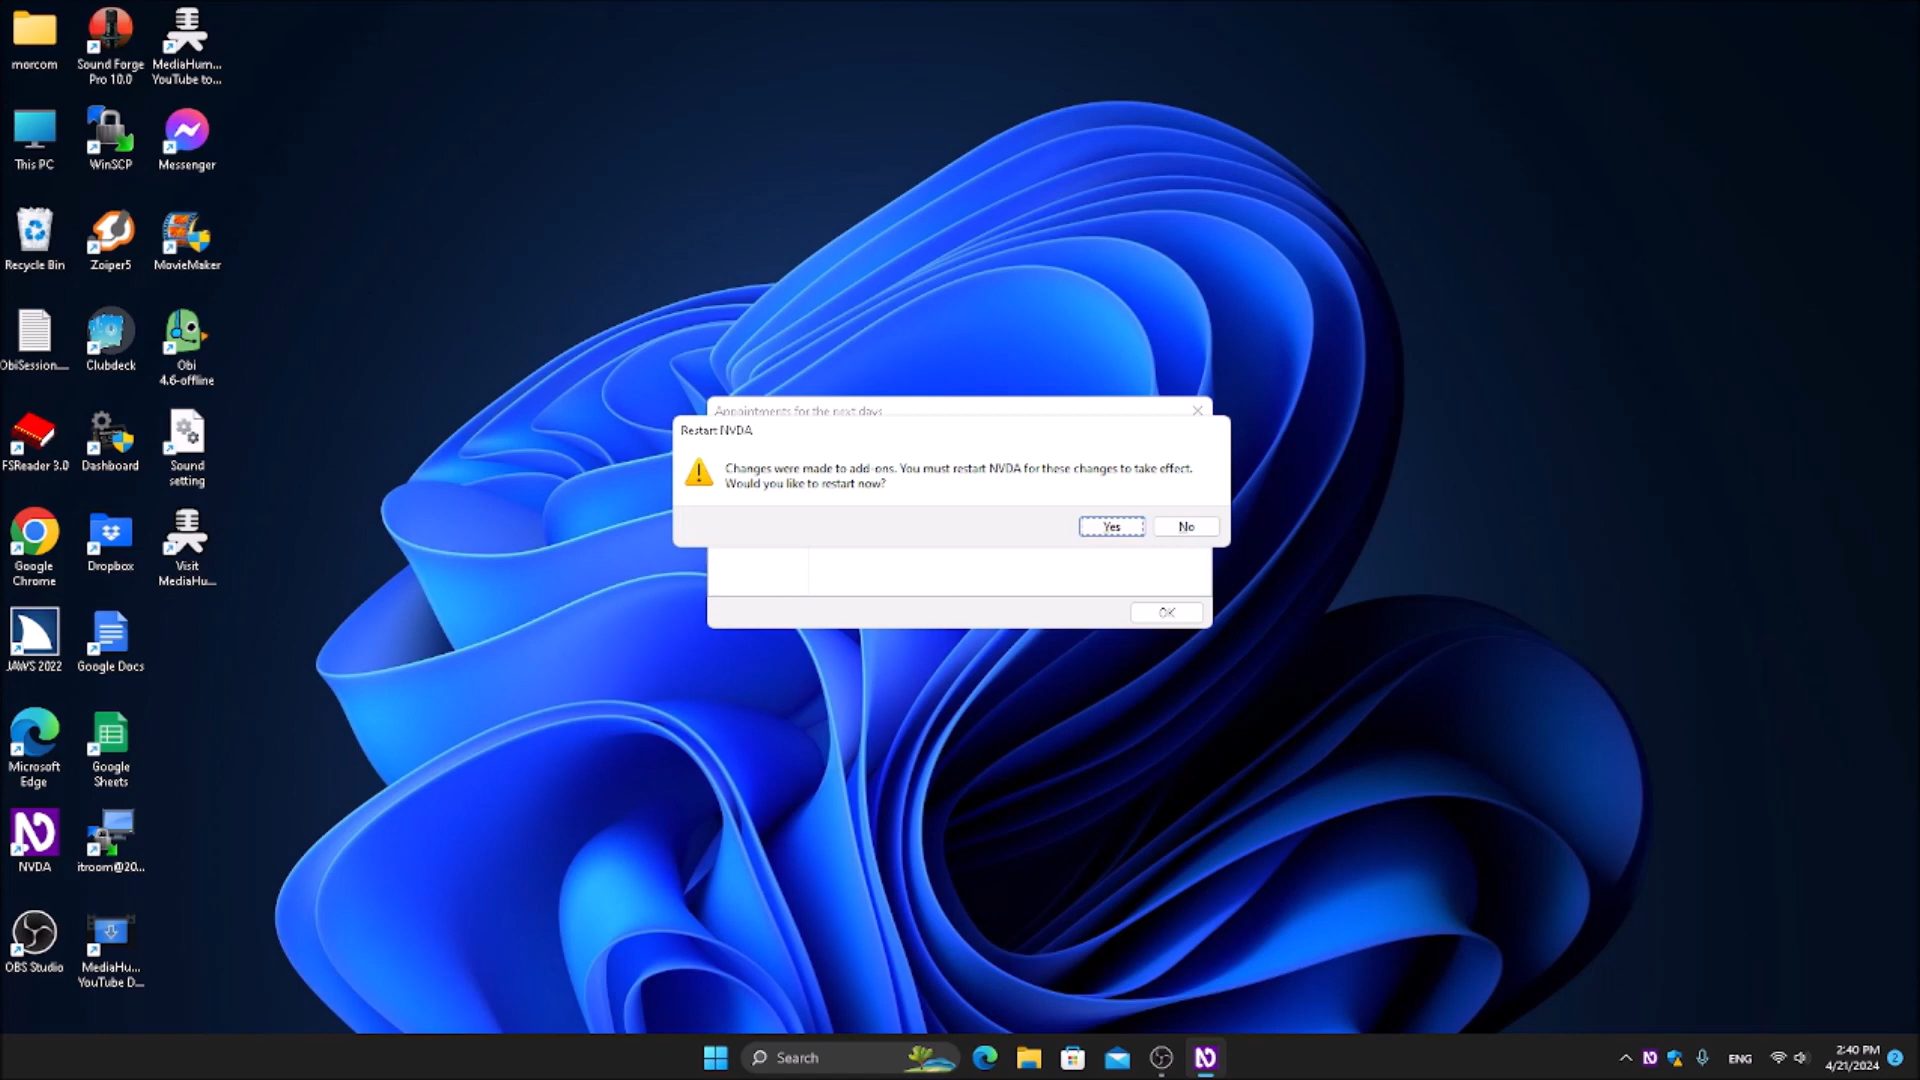 morcom
Sound Forge
Pro 10.0
MediaHum...
YouTube to...
This PC
WinSCP
Messenger
Recycle Bin
Zoiper5
MovieMaker
ObiSession....
Clubdeck
Obi
4.6-offline
FSReader 3.0
Dashboard
Sound
setting
Google
Chrome
Dropbox
Visit
MediaHu...
JAWS 2022
Google Docs
Microsoft
Edge
Google
Sheets
NVDA
itroom@20...
OBS Studio
MediaHu...
YouTube D...
Appointments for the next days
Restart NVDA
Changes were made to add-ons. You must restart NVDA for these changes to take effect.
Would you like to restart now?
Yes
No
OK
Search
ENG
2:40 PM
4/21/2024
2